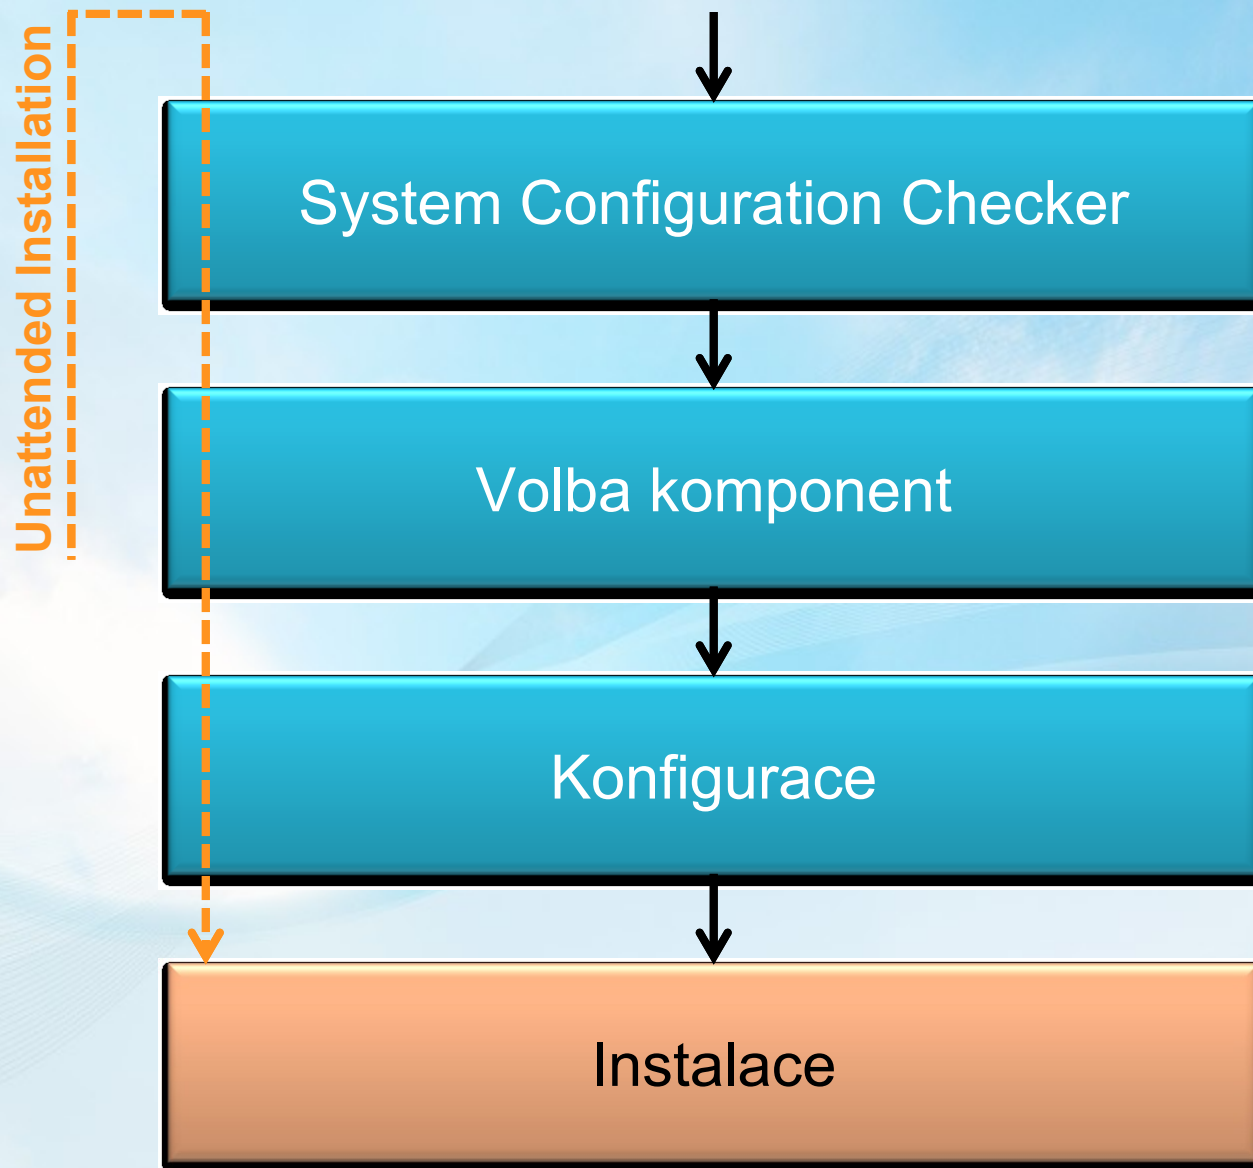 Unattended Installation
System Configuration Checker
Volba komponent
Konfigurace
Instalace